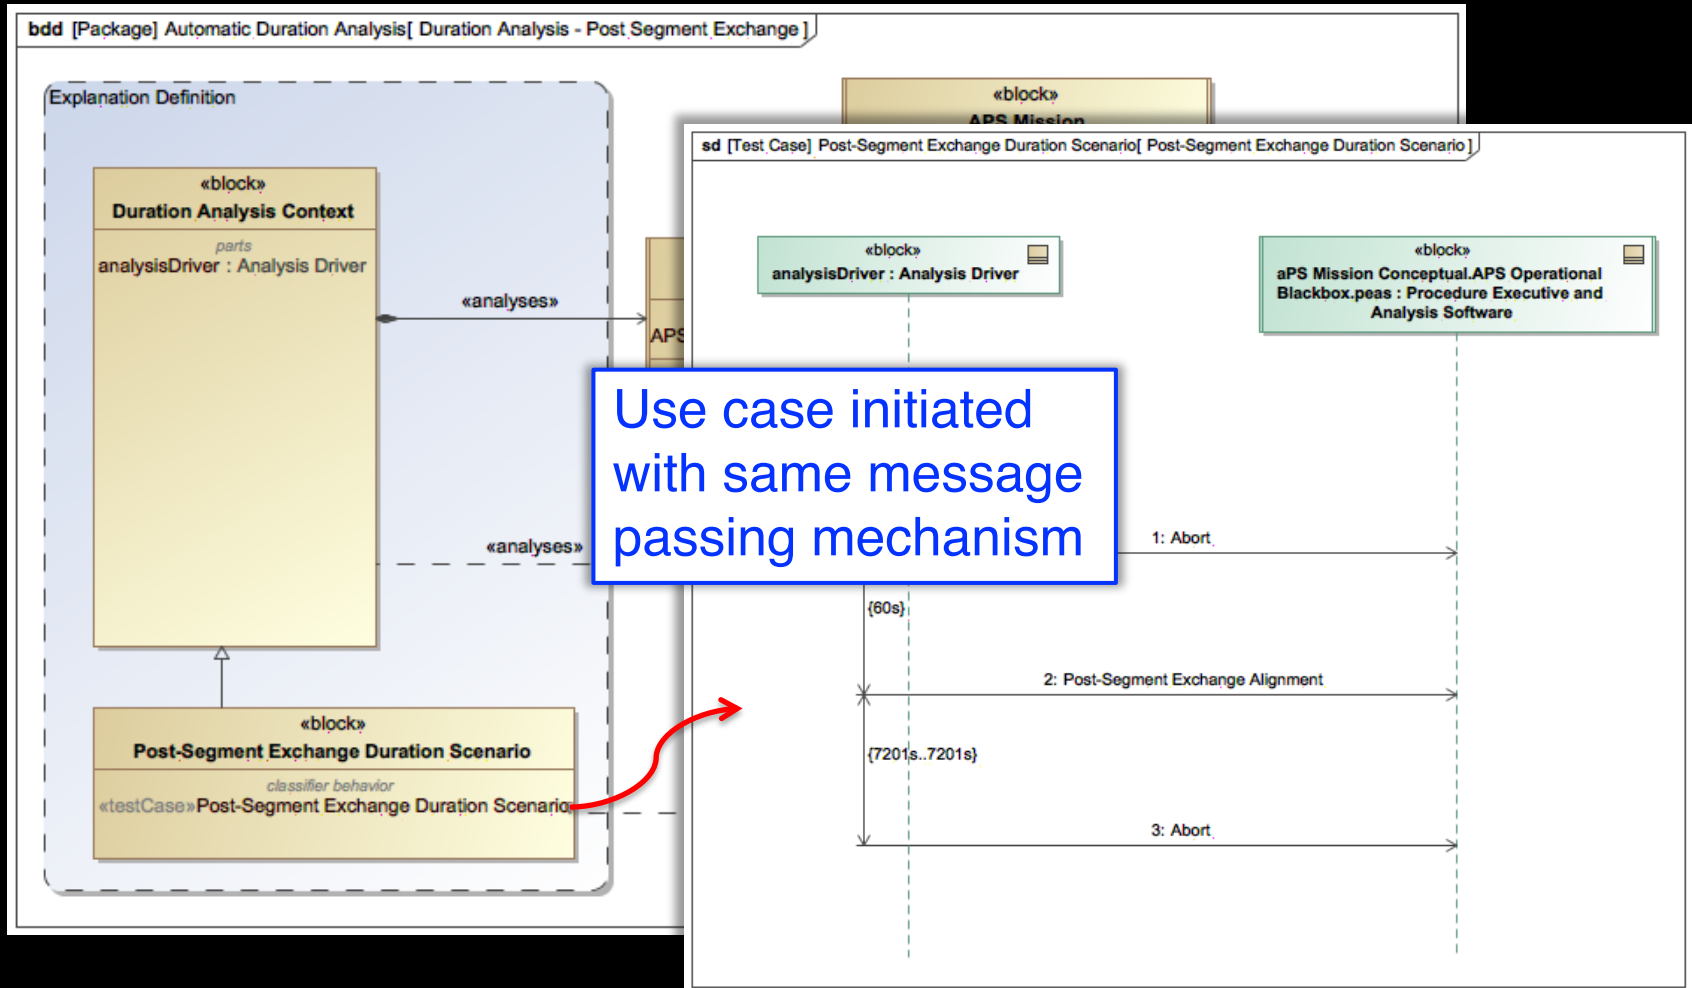 bdd [Package] Automatic Duration Analysis[ Duration Analysis - Post Segment Exchange ]
Explanation Definition
«block»
Duration Analysis Context
parts
analysisDriver : Analysis Driver
«analyses»
«analyses»
«block»
Post-Segment Exchange Duration Scenario
classifier behavior
«testCase»Post-Segment Exchange Duration Scenario
«block»
APS Mission
APS
sd [Test Case] Post-Segment Exchange Duration Scenario[ Post-Segment Exchange Duration Scenario ]
«block»
analysisDriver : Analysis Driver
«block»
aPS Mission Conceptual.APS Operational
Blackbox.peas : Procedure Executive and
Analysis Software
Use case initiated
with same message
passing mechanism
1: Abort
{60s}
2: Post-Segment Exchange Alignment
{7201s..7201s}
3: Abort